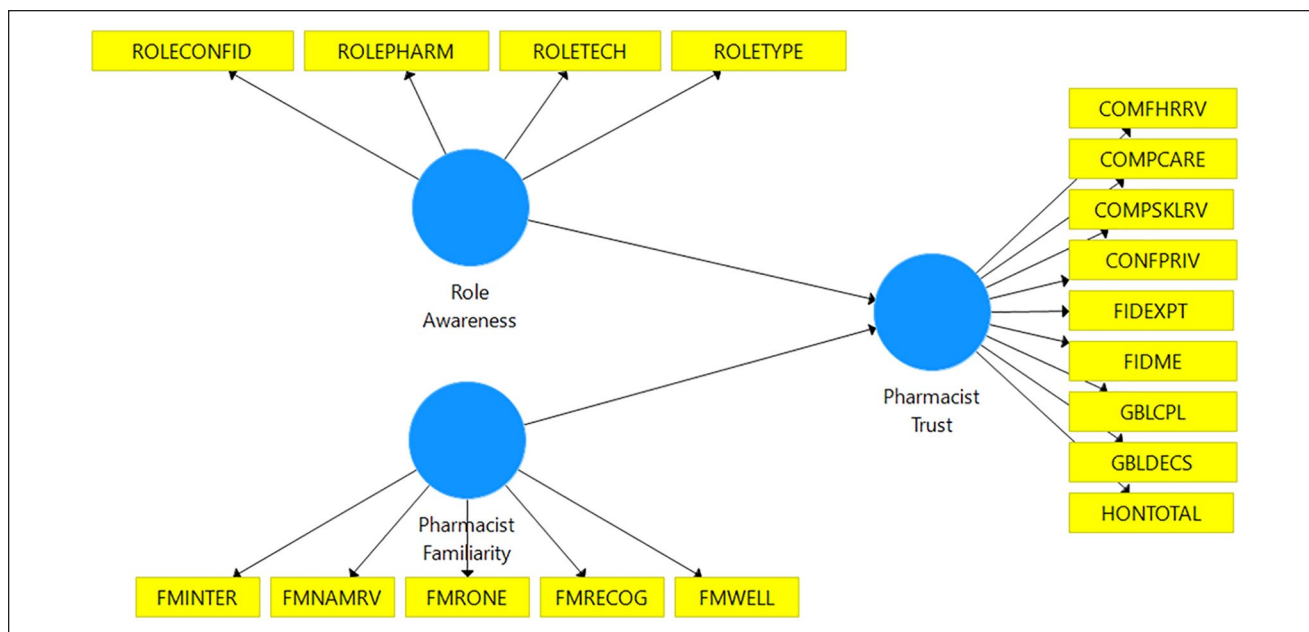 ROLECONFID
ROLEPHARM
ROLETECH
ROLETYPE
Role
Awareness
COMFHRRV
COMPCARE
COMPSKLRV
CONFPRIV
FIDEXPT
FIDME
GBLCPL
GBLDECS
HONTOTAL
Pharmacist
Trust
Pharmacist
Familiarity
FMINTER
FMNAMRV
FMRONE
FMRECOG
FMWELL